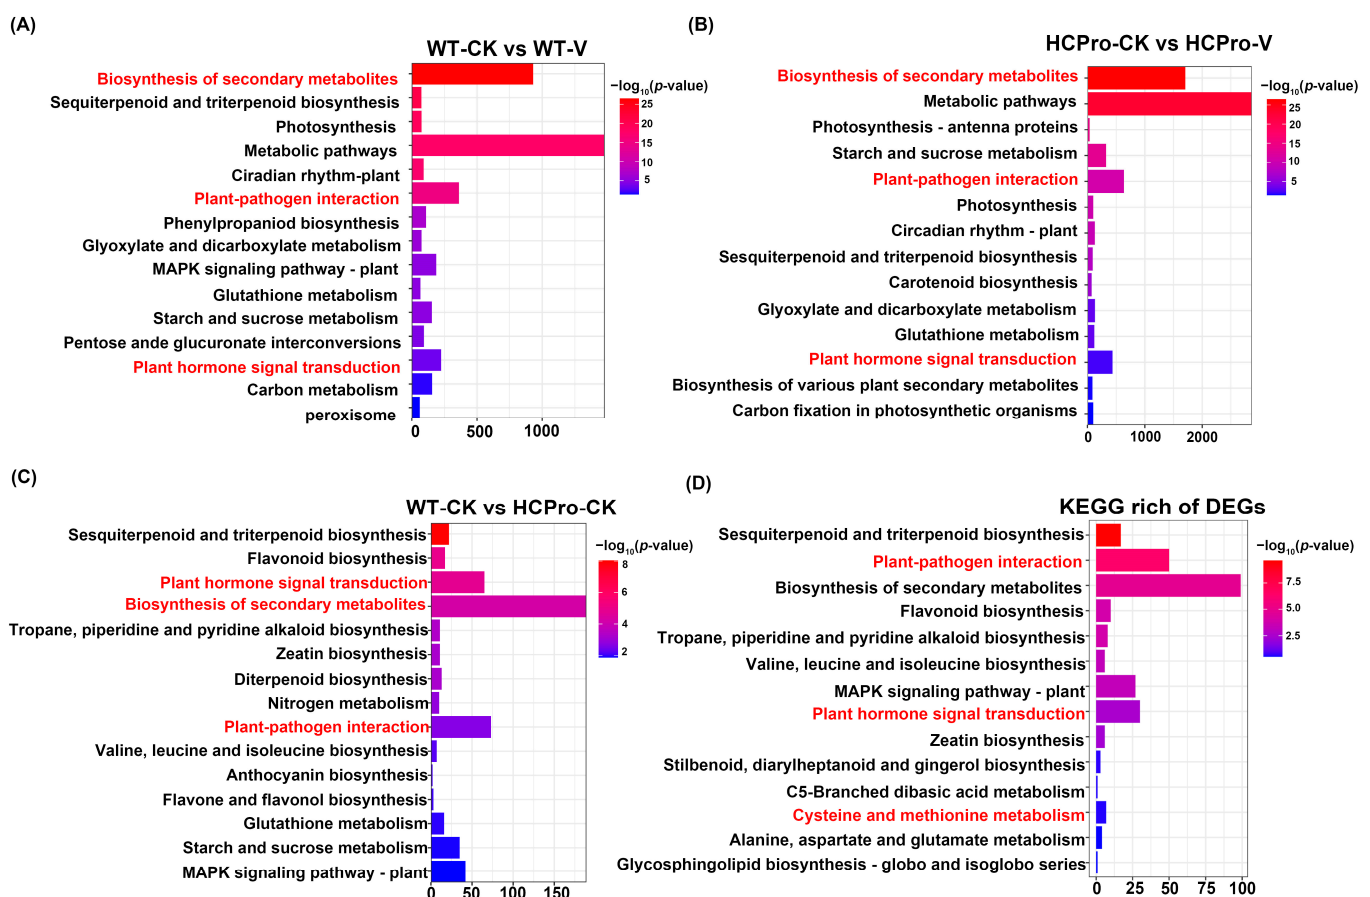 (A)
WT-CK vs WT-V
Biosynthesis of secondary metabolites
Sequiterpenoid and triterpenoid biosynthesis
Photosynthesis
Metabolic pathways
Ciradian rhythm-plant
Plant-pathogen interaction
Phenylpropaniod biosynthesis
Glyoxylate and dicarboxylate metabolism
MAPK signaling pathway - plant
Glutathione metabolism
Starch and sucrose metabolism
Pentose ande glucuronate interconversions
Plant hormone signal transduction
Carbon metabolism
peroxisome
0 500 1000
−log10(p-value)
25
20
15
10
5
(B)
HCPro-CK vs HCPro-V
Biosynthesis of secondary metabolites
Metabolic pathways
Photosynthesis - antenna proteins
Starch and sucrose metabolism
Plant-pathogen interaction
Photosynthesis
Circadian rhythm - plant
Sesquiterpenoid and triterpenoid biosynthesis
Carotenoid biosynthesis
Glyoxylate and dicarboxylate metabolism
Glutathione metabolism
Plant hormone signal transduction
Biosynthesis of various plant secondary metabolites
Carbon fixation in photosynthetic organisms
0 1000 2000
−log10(p-value)
25
20
15
10
5
(C)
WT-CK vs HCPro-CK
Sesquiterpenoid and triterpenoid biosynthesis
Flavonoid biosynthesis
Plant hormone signal transduction
Biosynthesis of secondary metabolites
Tropane, piperidine and pyridine alkaloid biosynthesis
Zeatin biosynthesis
Diterpenoid biosynthesis
Nitrogen metabolism
Plant-pathogen interaction
Valine, leucine and isoleucine biosynthesis
Anthocyanin biosynthesis
Flavone and flavonol biosynthesis
Glutathione metabolism
Starch and sucrose metabolism
MAPK signaling pathway - plant
0 50 100 150
−log10(p-value)
8
6
4
2
(D)
KEGG rich of DEGs
Sesquiterpenoid and triterpenoid biosynthesis
Plant-pathogen interaction
Biosynthesis of secondary metabolites
Flavonoid biosynthesis
Tropane, piperidine and pyridine alkaloid biosynthesis
Valine, leucine and isoleucine biosynthesis
MAPK signaling pathway - plant
Plant hormone signal transduction
Zeatin biosynthesis
Stilbenoid, diarylheptanoid and gingerol biosynthesis
C5-Branched dibasic acid metabolism
Cysteine and methionine metabolism
Alanine, aspartate and glutamate metabolism
Glycosphingolipid biosynthesis - globo and isoglobo series
0 25 50 75 100
−log10(p-value)
7.5
5.0
2.5